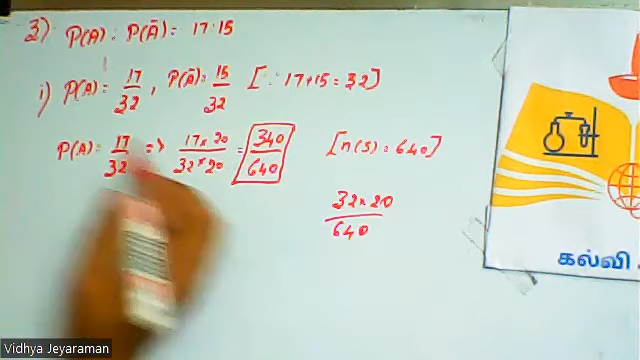 3) P(A) : P(Ā) = 17:15
i) P(A) = 17/32 , P(Ā) = 15/32 [∵ 17+15 = 32]
P(A) = 17/32 => 17×20/32×20 = 340/640 [n(S) = 640]
32×20
640
கல்வி
Vidhya Jeyaraman